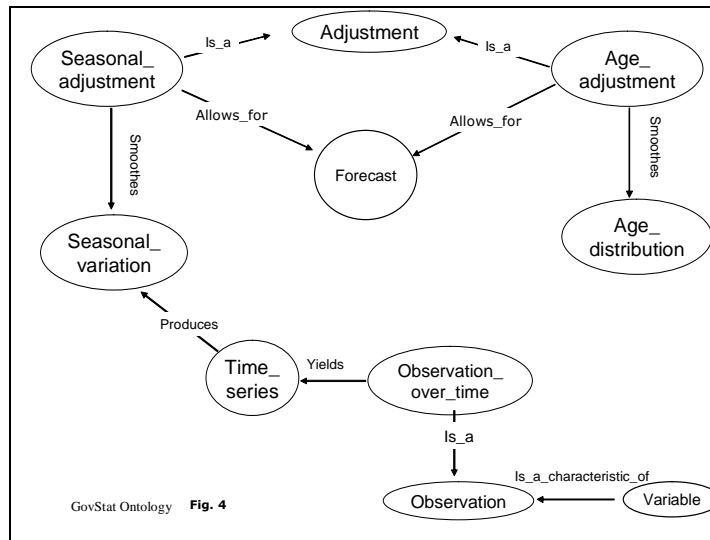 Seasonal_
adjustment
Is_a
Adjustment
Is_a
Age_
adjustment
Allows_for
Allows_for
Smoothes
Smoothes
Forecast
Seasonal_
variation
Age_
distribution
Produces
Time_
series
Yields
Observation_
over_time
Is_a
Is_a_characteristic_of
Observation
Variable
GovStat Ontology Fig. 4